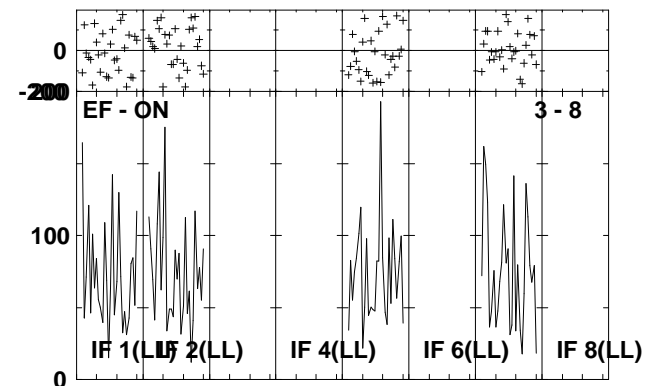 0
-200
200
EF - ON
3 - 8
100
IF 1(LL)
IF 2(LL)
IF 4(LL)
IF 6(LL)
IF 8(LL)
0